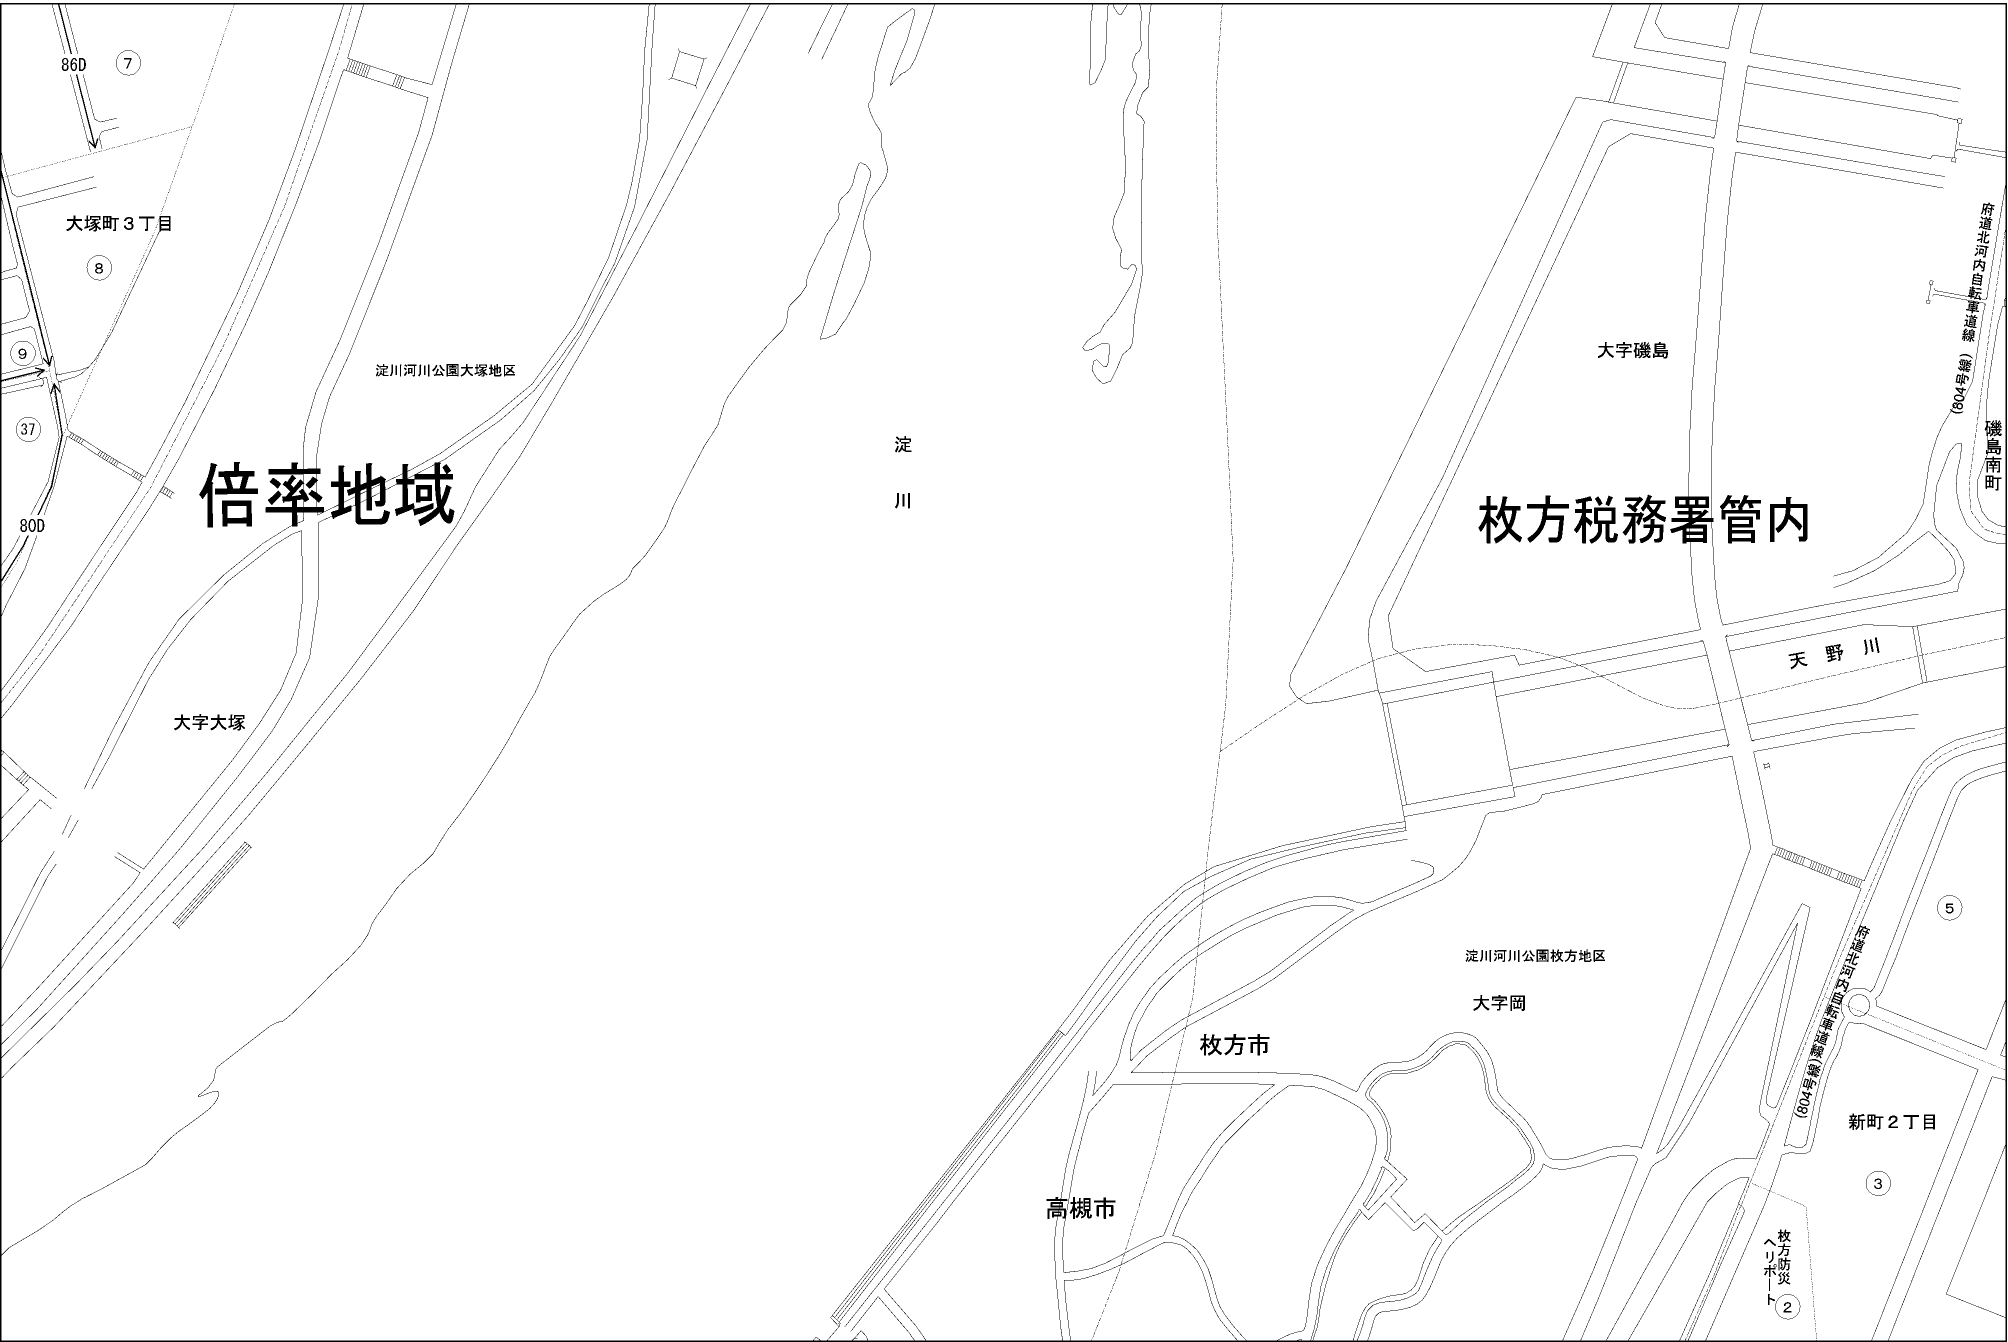 86D
7
大塚町3丁目
8
9
37
80D
淀川河川公園大塚地区
倍率地域
大字大塚
淀川
大字磯島
府道北河内自転車道線(804号線)
磯島南町
枚方税務署管内
天野川
5
淀川河川公園枚方地区
大字岡
枚方市
高槻市
府道北河内自転車道線(804号線)
新町2丁目
3
枚方防災
ヘリポート
2